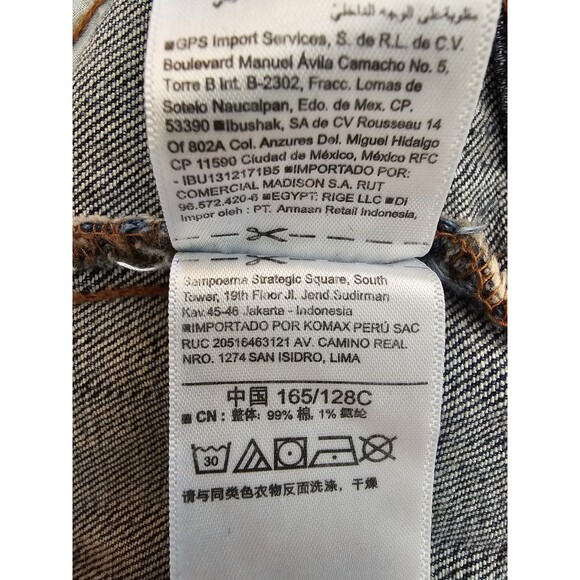 مقلوبة على الوجه الداخلي
GPS Import Services, S. de R.L. de C.V.
Boulevard Manuel Ávila Camacho No. 5,
Torre B Int. B-2302, Fracc. Lomas de
Sotelo Naucalpan, Edo. de Mex. CP.
53390 ■Ibushak, SA de CV Rousseau 14
Of 802A Col. Anzures Del. Miguel Hidalgo
CP 11590 Ciudad de México, México RFC
- IBU1312171B5 ■IMPORTADO POR:
COMERCIAL MADISON S.A. RUT
96.572.420-6 ■EGYPT: RIGE LLC ■Di
Impor oleh : PT. Armaan Retail Indonesia,
Sampoerna Strategic Square, South
Tower, 19th Floor Jl. Jend.Sudirman
Kav.45-46 Jakarta - Indonesia
■IMPORTADO POR KOMAX PERÚ SAC
RUC 20516463121 AV. CAMINO REAL
NRO. 1274 SAN ISIDRO, LIMA
中国 165/128C
■ CN: 整体: 99% 棉, 1% 氨纶
30
请与同类色衣物反面洗涤, 干燥